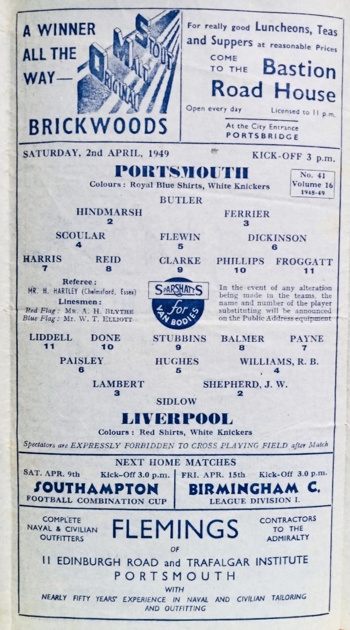 A WINNER
ALL THE
WAY—
ORIGINAL MALT STOUT
BRICKWOODS
For really good Luncheons, Teas
and Suppers at reasonable Prices
COME
TO THE Bastion
Road House
Open every day Licensed to 11 p.m.
At the City Entrance
PORTSBRIDGE
SATURDAY, 2nd APRIL, 1949 KICK-OFF 3 p.m.
PORTSMOUTH
Colours : Royal Blue Shirts, White Knickers
No. 41
Volume 16
1948-49
BUTLER
HINDMARSH FERRIER
2 3
SCOULAR FLEWIN DICKINSON
4 5 6
HARRIS REID CLARKE PHILLIPS FROGGATT
7 8 9 10 11
Referee :
MR. H. HARTLEY (Chelmsford, Essex)
Linesmen :
Red Flag : Mr. A. H. BLYTHE
Blue Flag : Mr. W. T. ELLIOTT
SPARSHATTS
for
VAN BODIES
In the event of any alteration
being made in the teams, the
name and number of the player
substituting will be announced
on the Public Address equipment
LIDDELL DONE STUBBINS BALMER PAYNE
11 10 9 8 7
PAISLEY HUGHES WILLIAMS, R. B.
6 5 4
LAMBERT SHEPHERD, J. W.
3 2
SIDLOW
LIVERPOOL
Colours : Red Shirts, White Knickers
Spectators are EXPRESSLY FORBIDDEN TO CROSS PLAYING FIELD after Match
NEXT HOME MATCHES
SAT. APR. 9th Kick-Off 3.0 p.m.
SOUTHAMPTON
FOOTBALL COMBINATION CUP
FRI. APR. 15th Kick-Off 3.0 p.m.
BIRMINGHAM C.
LEAGUE DIVISION I.
COMPLETE
NAVAL & CIVILIAN
OUTFITTERS
FLEMINGS
CONTRACTORS
TO THE
ADMIRALTY
OF
11 EDINBURGH ROAD and TRAFALGAR INSTITUTE
PORTSMOUTH
WITH
NEARLY FIFTY YEARS' EXPERIENCE IN NAVAL AND CIVILIAN TAILORING
AND OUTFITTING